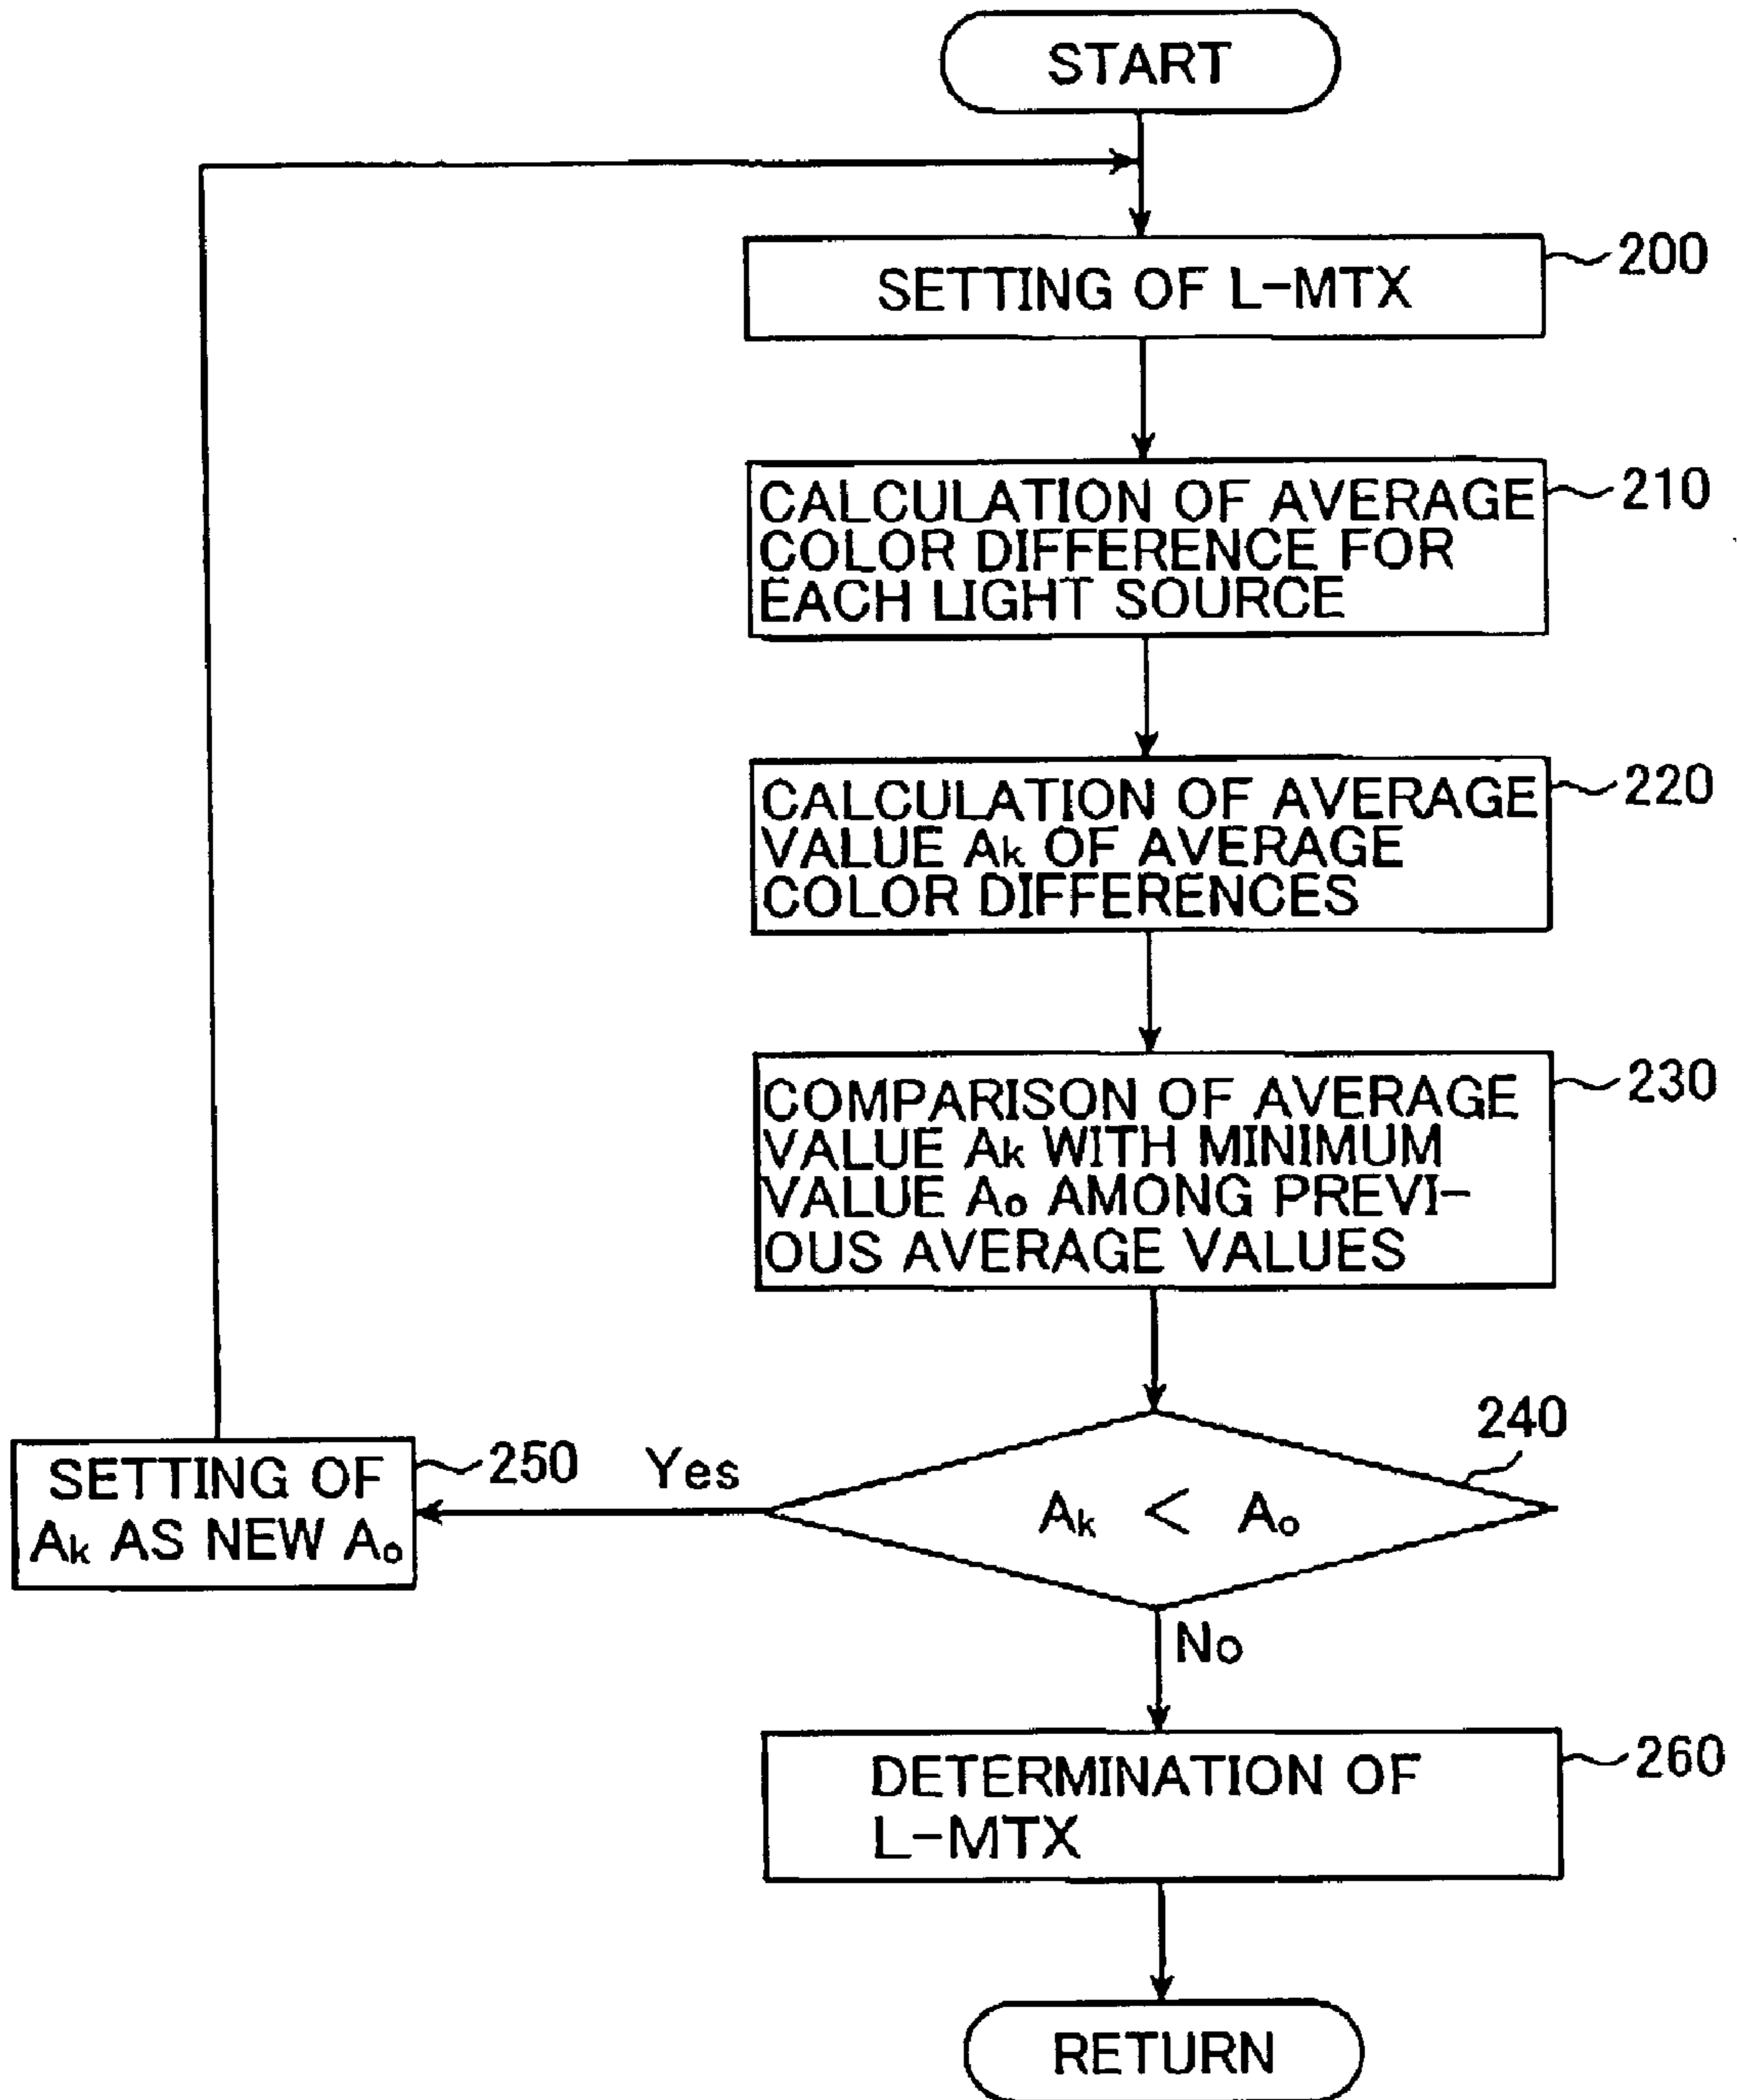 START
SETTING OF L-MTX
200
CALCULATION OF AVERAGE
COLOR DIFFERENCE FOR
EACH LIGHT SOURCE
210
CALCULATION OF AVERAGE
VALUE Ak OF AVERAGE
COLOR DIFFERENCES
220
COMPARISON OF AVERAGE
VALUE Ak WITH MINIMUM
VALUE Ao AMONG PREVI-
OUS AVERAGE VALUES
230
Ak < Ao
240
Yes
SETTING OF
Ak AS NEW Ao
250
No
DETERMINATION OF
L-MTX
260
RETURN